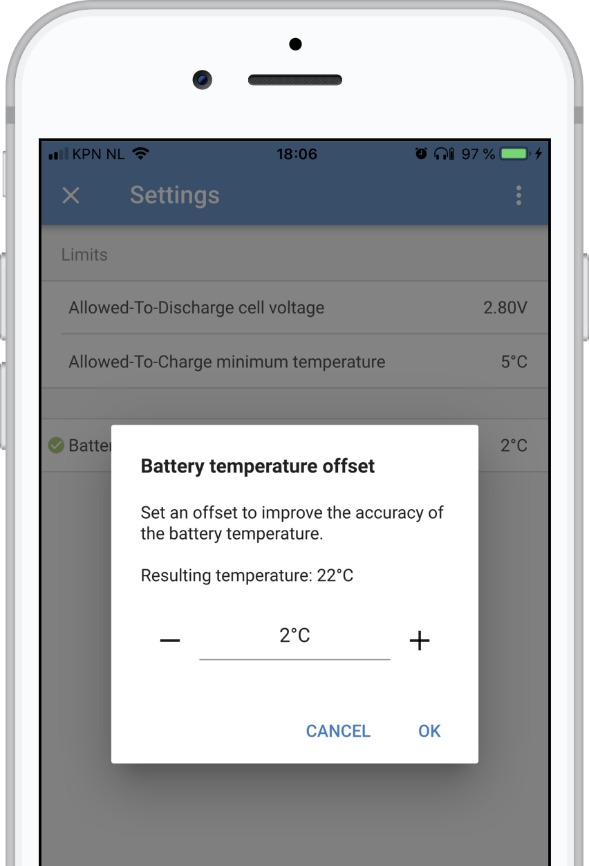 KPN NL 18:06 97 %
Settings
Limits
Allowed-To-Discharge cell voltage 2.80V
Allowed-To-Charge minimum temperature 5°C
2°C
Battery temperature offset
Set an offset to improve the accuracy of
the battery temperature.
Resulting temperature: 22°C
2°C
CANCEL OK